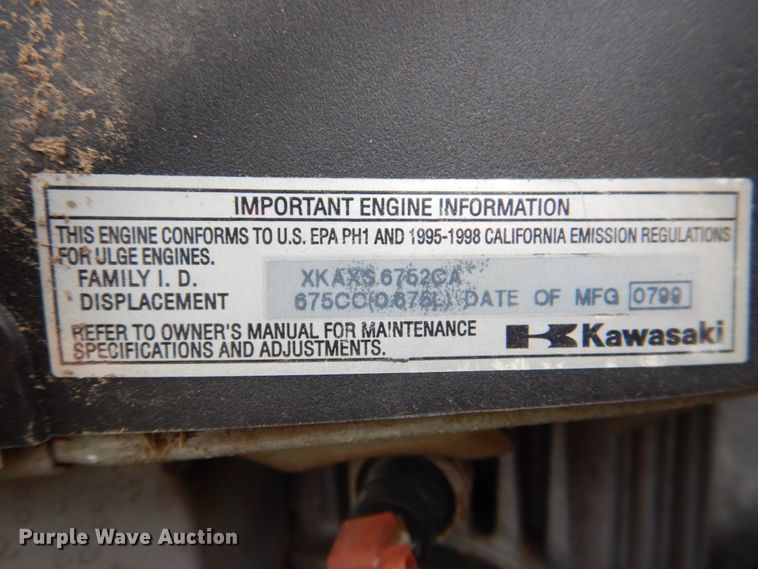 IMPORTANT ENGINE INFORMATION
THIS ENGINE CONFORMS TO U.S. EPA PH1 AND 1995-1998 CALIFORNIA EMISSION REGULATIONS
FOR ULGE ENGINES.
FAMILY I. D. XKAXS.6752CA
DISPLACEMENT 675CC(0.675L) DATE OF MFG 0799
REFER TO OWNER'S MANUAL FOR MAINTENANCE
SPECIFICATIONS AND ADJUSTMENTS.
Kawasaki
Purple Wave Auction